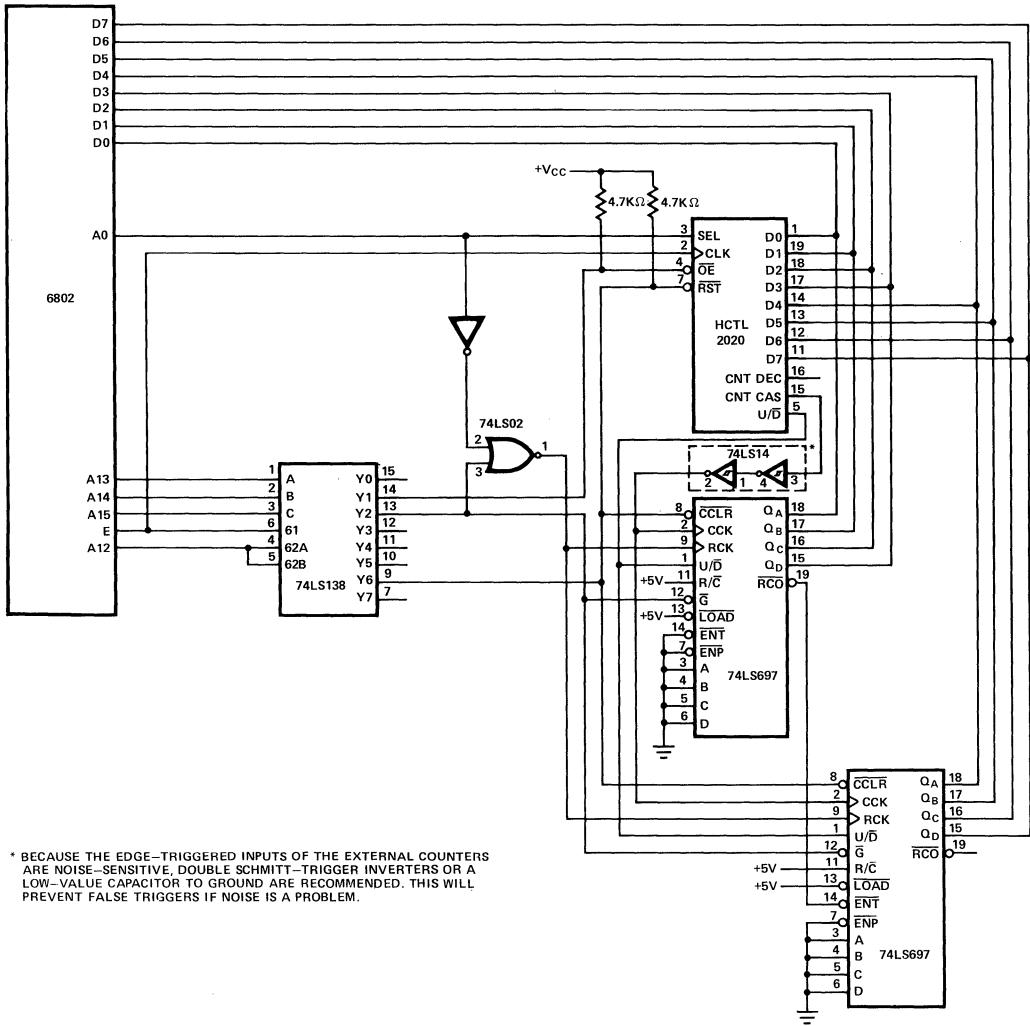 D7
D6
D5
D4
D3
D2
D1
D0
A0
6802
A13
A14
A15
E
A12
+VCC
4.7KΩ 4.7KΩ
3 SEL D0 1
2 CLK D1 19
4 OE D2 18
7 RST D3 17
D4 14
HCTL D5 13
2020 D6 12
D7 11
CNT DEC 16
CNT CAS 15
U/D 5
74LS02
2
3
1
74LS14 *
2 1 4 3
1 A Y0 15
2 B Y1 14
3 C Y2 13
6 61 Y3 12
4 62A Y4 11
5 62B Y5 10
74LS138 Y6 9
Y7 7
8 CCLR QA 18
2 CCK QB 17
9 RCK QC 16
1 U/D QD 15
+5V 11 R/C RCO 19
12 G
+5V 13 LOAD
14 ENT
7 ENP
3 A 74LS697
4 B
5 C
6 D
8 CCLR QA 18
2 CCK QB 17
9 RCK QC 16
1 U/D QD 15
12 G RCO 19
+5V 11 R/C
+5V 13 LOAD
14 ENT
7 ENP
3 A
4 B 74LS697
5 C
6 D
* BECAUSE THE EDGE–TRIGGERED INPUTS OF THE EXTERNAL COUNTERS
ARE NOISE–SENSITIVE, DOUBLE SCHMITT–TRIGGER INVERTERS OR A
LOW–VALUE CAPACITOR TO GROUND ARE RECOMMENDED. THIS WILL
PREVENT FALSE TRIGGERS IF NOISE IS A PROBLEM.